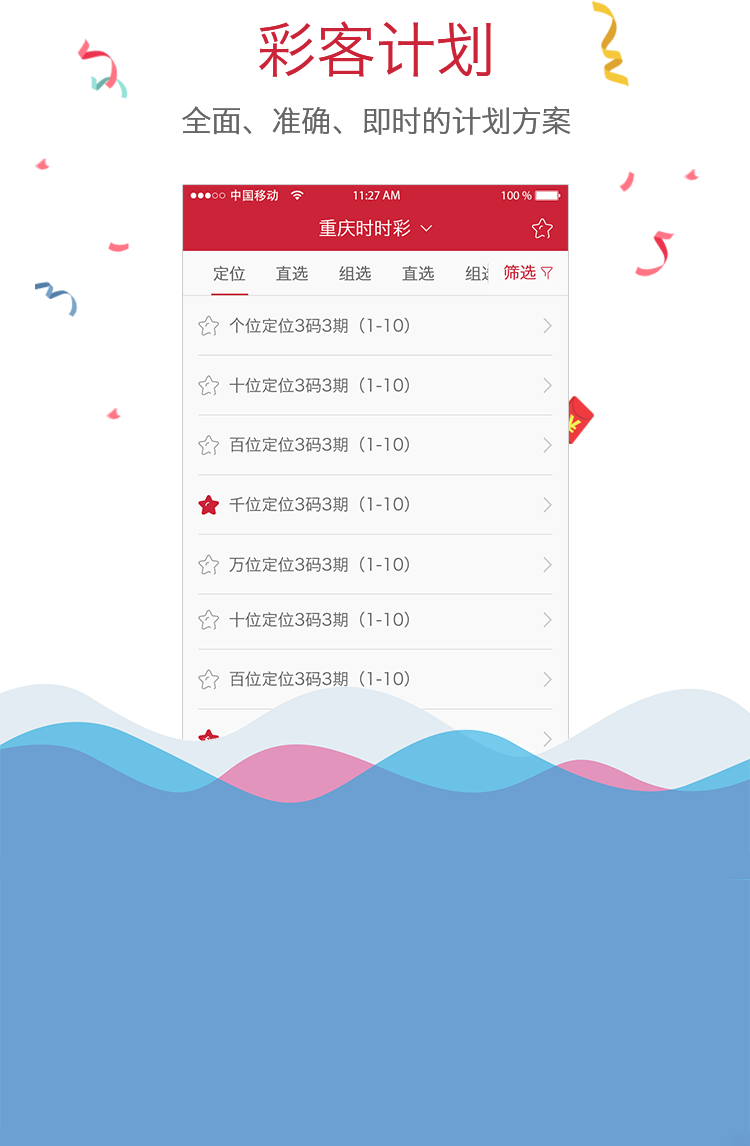 彩客计划
全面、准确、即时的计划方案
中国移动 11:27 AM 100 %
重庆时时彩
定位 直选 组选 直选 组选 筛选
个位定位3码3期（1-10）
十位定位3码3期（1-10）
百位定位3码3期（1-10）
千位定位3码3期（1-10）
万位定位3码3期（1-10）
十位定位3码3期（1-10）
百位定位3码3期（1-10）
¥